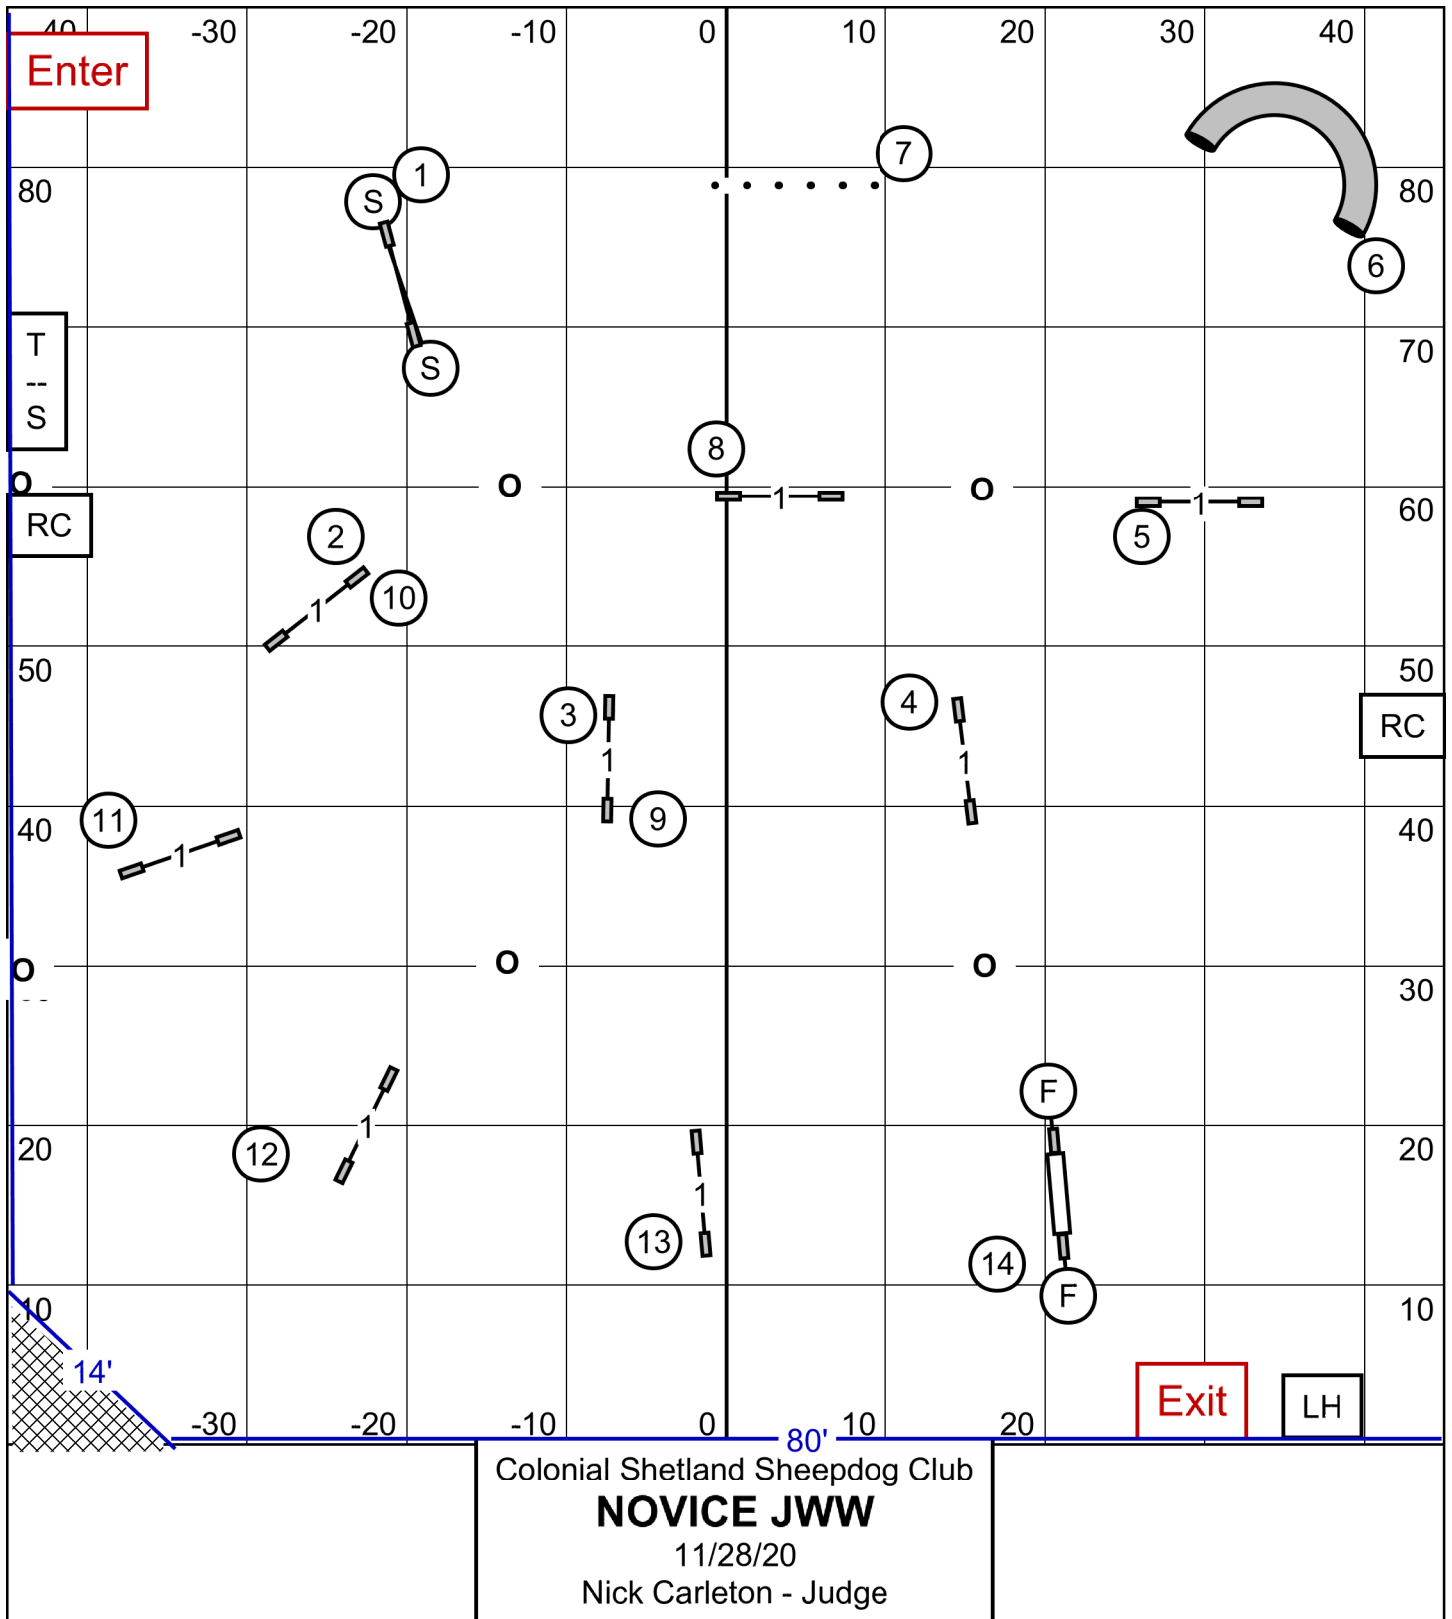 40 -30 -20 -10 0 10 20 30 40
Enter
7
1
S
80 80
6
T
--
S
S
70
8
O O O
1 1
60
RC
2
5
10
1
50 50
3 4
RC
1 1
11
9
40 40
1
O O O
30
F
1
12
20 20
1
13
14
F
10 10
14'
Exit
LH
-30 -20 -10 0 10 20
80'
Colonial Shetland Sheepdog Club
NOVICE JWW
11/28/20
Nick Carleton - Judge